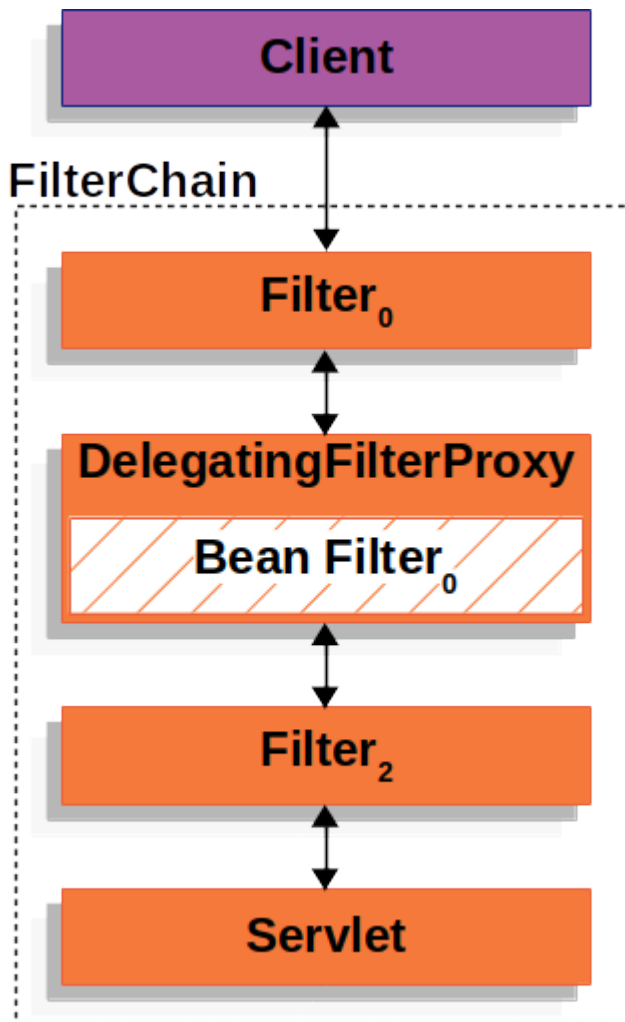 Client
FilterChain
Filter₀
DelegatingFilterProxy
Bean Filter₀
Filter₂
Servlet